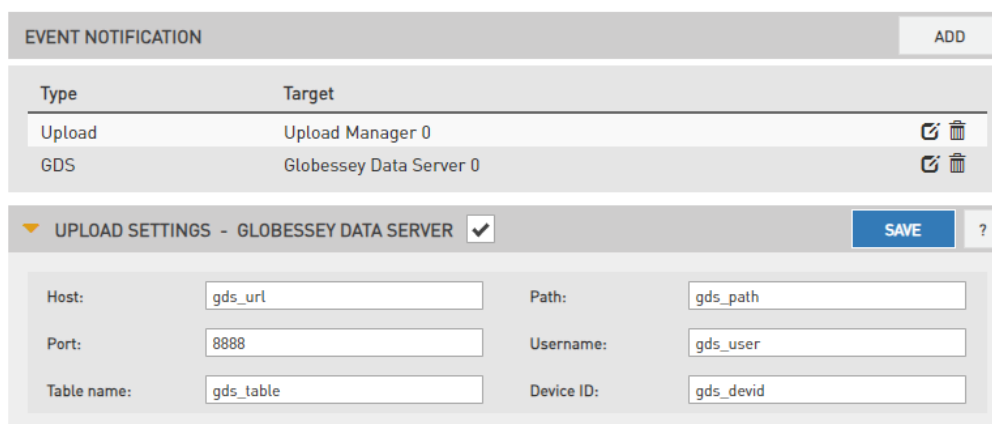 EVENT NOTIFICATION ADD
Type Target
Upload Upload Manager 0
GDS Globessey Data Server 0
UPLOAD SETTINGS - GLOBESSEY DATA SERVER SAVE ?
Host: gds_url Path: gds_path
Port: 8888 Username: gds_user
Table name: gds_table Device ID: gds_devid